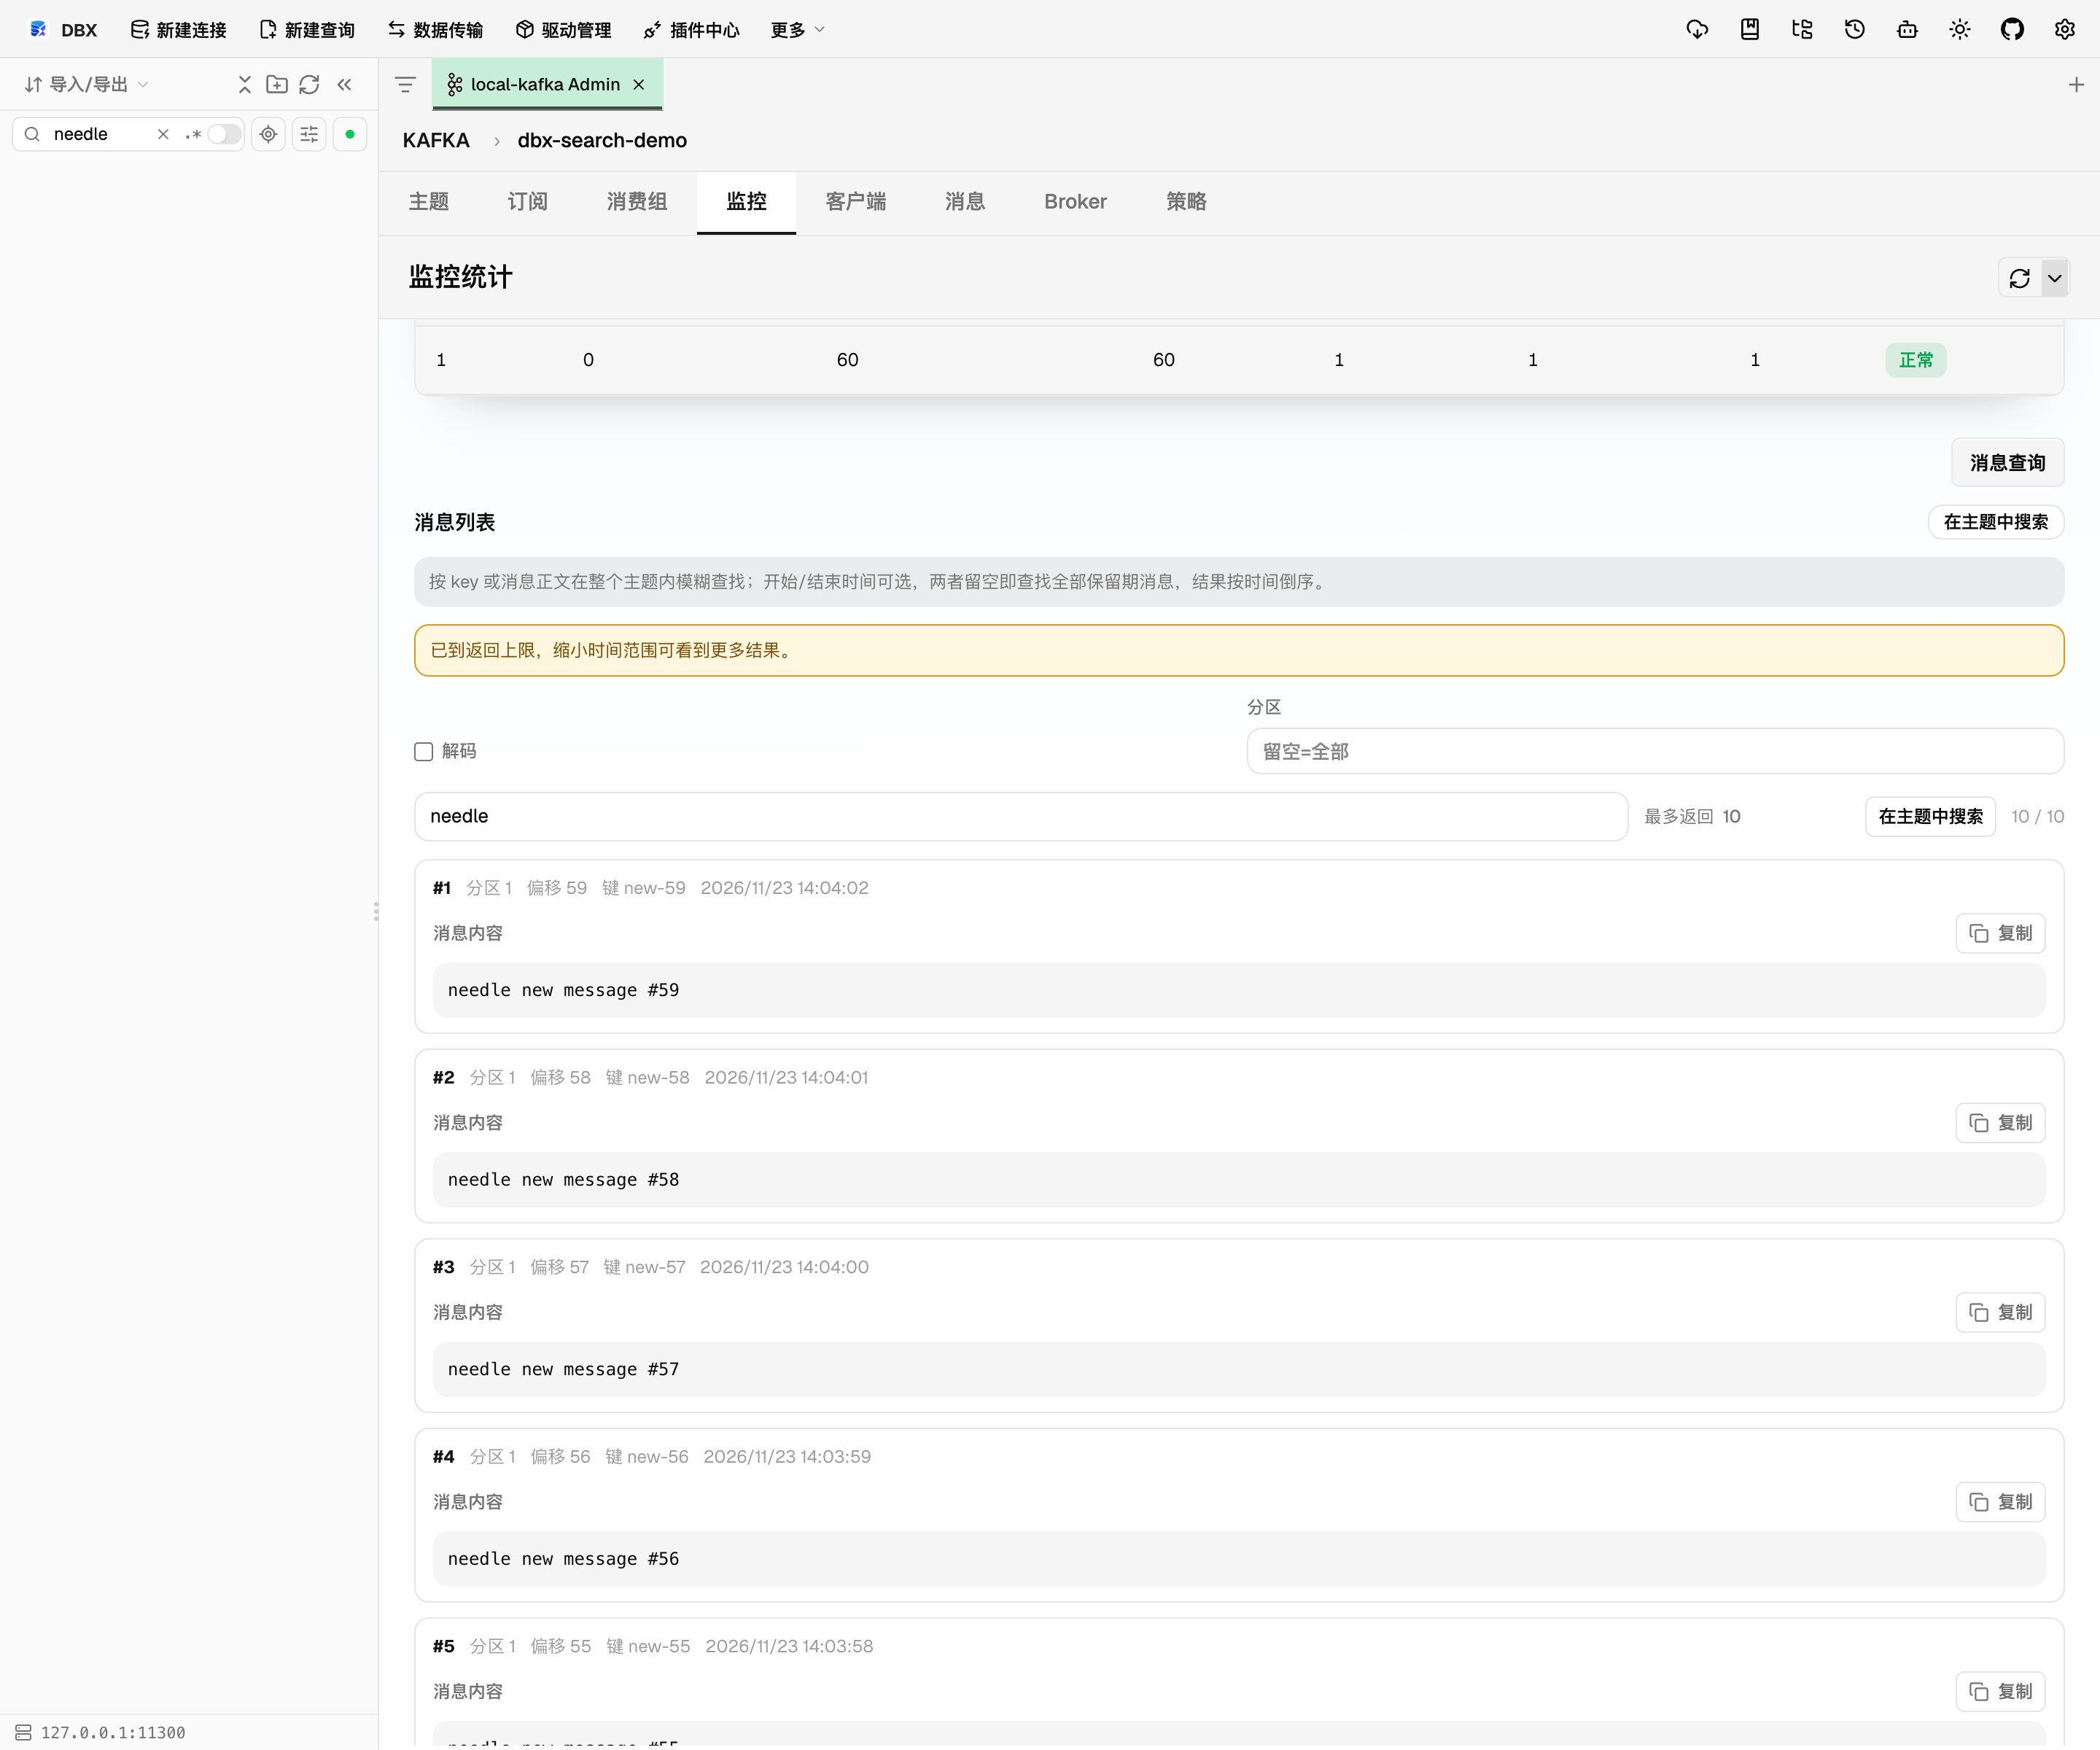 DBX 新建连接 新建查询 数据传输 驱动管理 插件中心 更多
导入/导出
local-kafka Admin
needle .*
KAFKA › dbx-search-demo
主题 订阅 消费组 监控 客户端 消息 Broker 策略
监控统计
1 0 60 60 1 1 1 正常
消息查询
消息列表 在主题中搜索
按 key 或消息正文在整个主题内模糊查找；开始/结束时间可选，两者留空即查找全部保留期消息，结果按时间倒序。
已到返回上限，缩小时间范围可看到更多结果。
分区
解码 留空=全部
needle 最多返回 10 在主题中搜索 10 / 10
#1 分区 1 偏移 59 键 new-59 2026/11/23 14:04:02
消息内容 复制
needle new message #59
#2 分区 1 偏移 58 键 new-58 2026/11/23 14:04:01
消息内容 复制
needle new message #58
#3 分区 1 偏移 57 键 new-57 2026/11/23 14:04:00
消息内容 复制
needle new message #57
#4 分区 1 偏移 56 键 new-56 2026/11/23 14:03:59
消息内容 复制
needle new message #56
#5 分区 1 偏移 55 键 new-55 2026/11/23 14:03:58
消息内容 复制
needle new message #55
127.0.0.1:11300